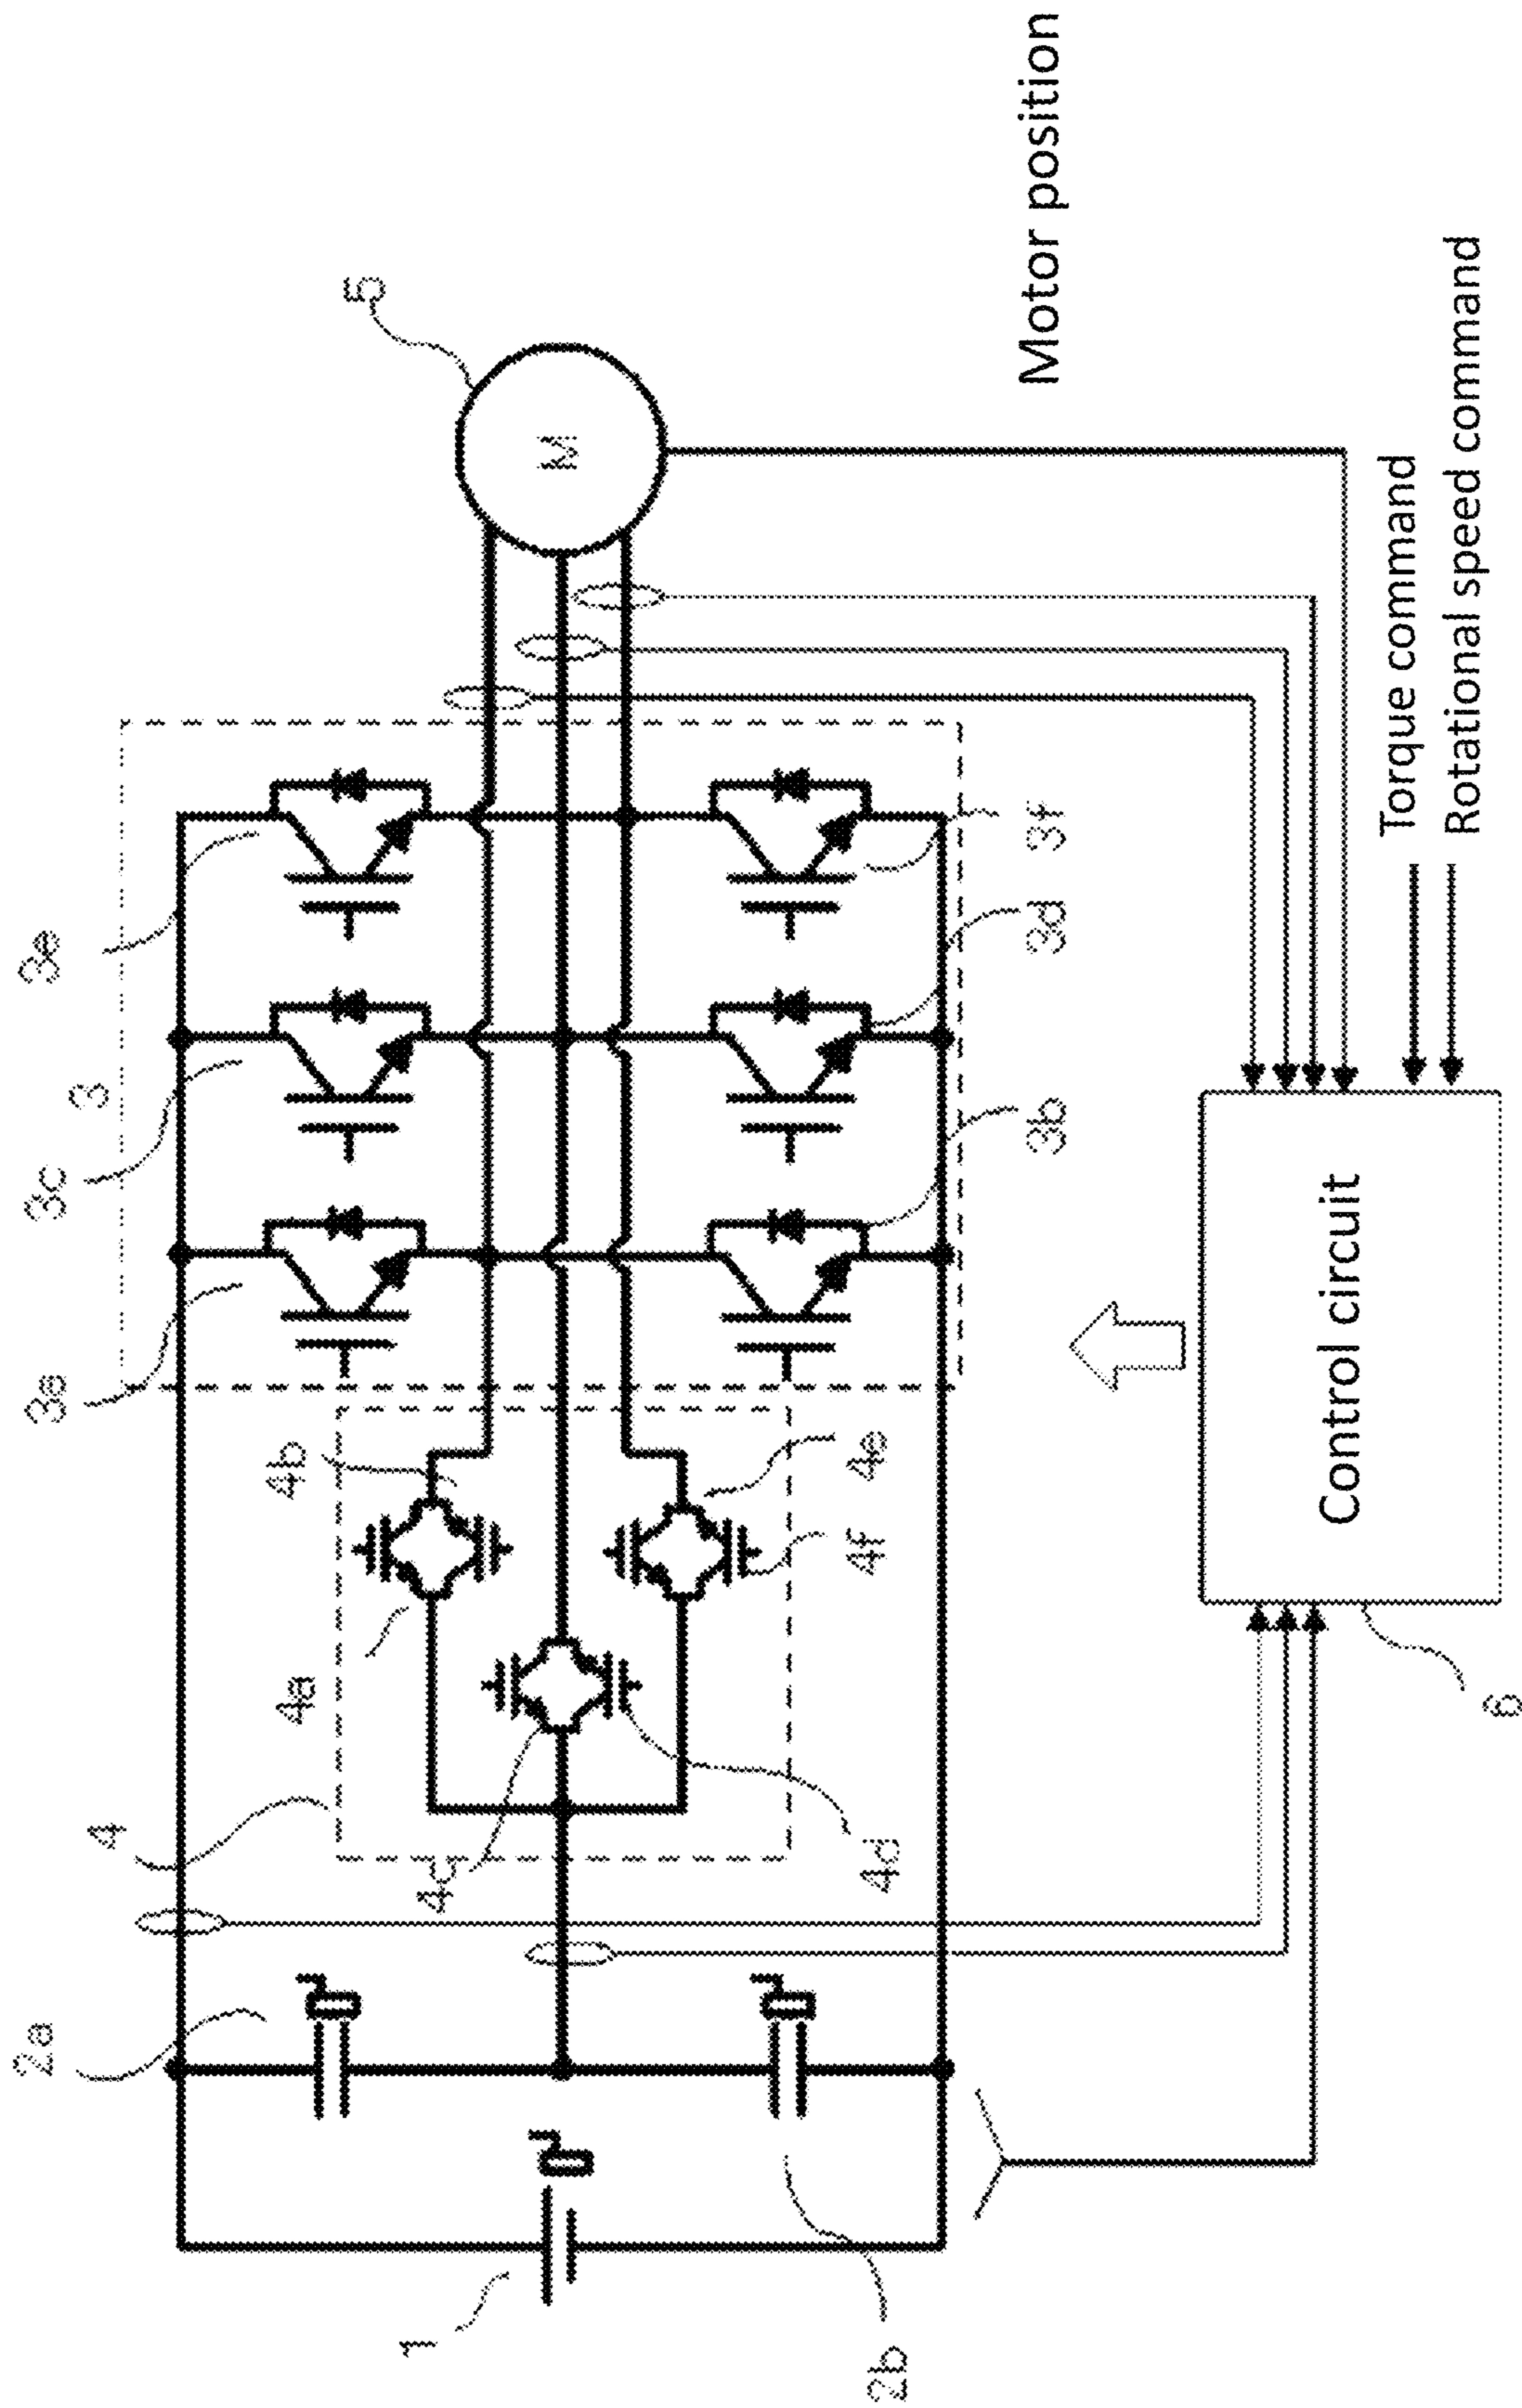 3
3a
3c
3e
4
4a
4b
4c
4d
4e
4f
2a
1
2b
5
M
3b
3d
3f
Motor position
Control circuit
6
Torque command
Rotational speed command